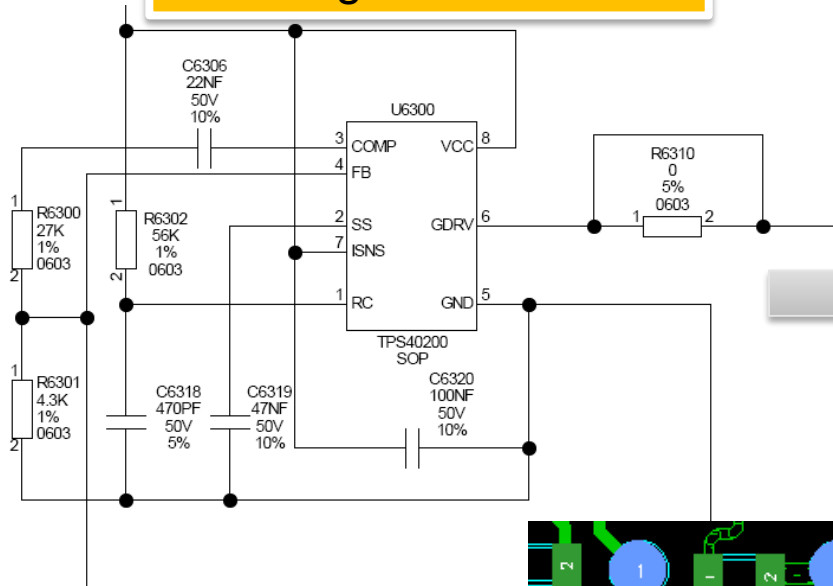 C6306
22NF
50V
10%
U6300
3 COMP VCC 8
4 FB
R6310
0
5%
0603
1 2
1
R6300
27K
1%
0603
2
1
R6302
56K
1%
0603
2
2 SS GDRV 6
7 ISNS
1 RC GND 5
TPS40200
SOP
1
R6301
4.3K
1%
0603
2
C6318
470PF
50V
5%
C6319
47NF
50V
10%
C6320
100NF
50V
10%
2
1
1
2